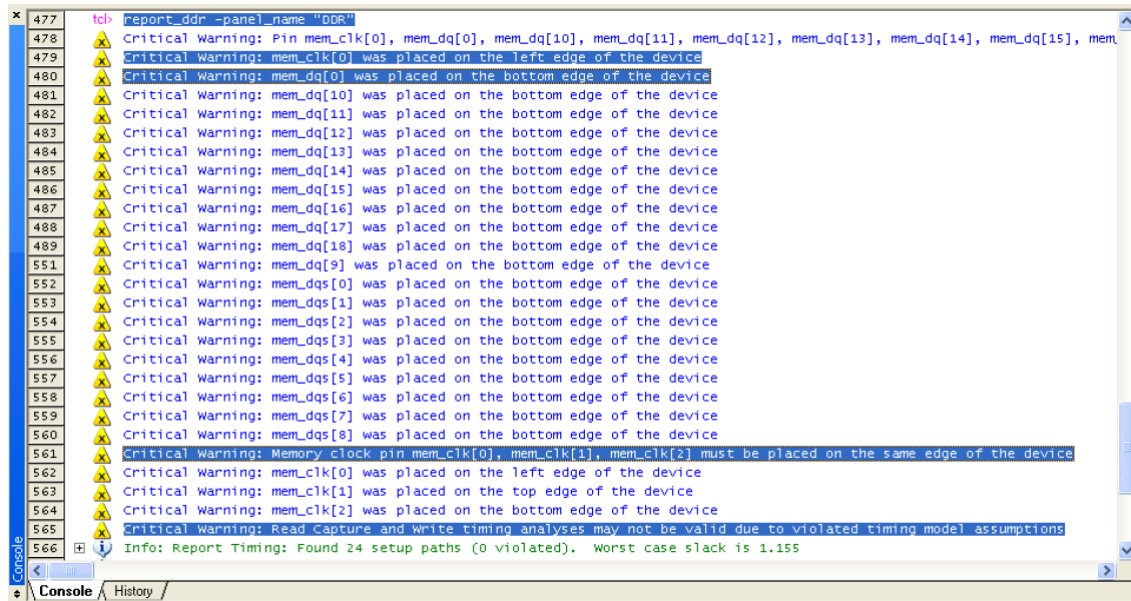 477 tcl> report_ddr -panel_name "DDR"
478 Critical Warning: Pin mem_clk[0], mem_dq[0], mem_dq[10], mem_dq[11], mem_dq[12], mem_dq[13], mem_dq[14], mem_dq[15], mem
479 Critical Warning: mem_clk[0] was placed on the left edge of the device
480 Critical Warning: mem_dq[0] was placed on the bottom edge of the device
481 Critical Warning: mem_dq[10] was placed on the bottom edge of the device
482 Critical Warning: mem_dq[11] was placed on the bottom edge of the device
483 Critical Warning: mem_dq[12] was placed on the bottom edge of the device
484 Critical Warning: mem_dq[13] was placed on the bottom edge of the device
485 Critical Warning: mem_dq[14] was placed on the bottom edge of the device
486 Critical Warning: mem_dq[15] was placed on the bottom edge of the device
487 Critical Warning: mem_dq[16] was placed on the bottom edge of the device
488 Critical Warning: mem_dq[17] was placed on the bottom edge of the device
489 Critical Warning: mem_dq[18] was placed on the bottom edge of the device
551 Critical Warning: mem_dq[9] was placed on the bottom edge of the device
552 Critical Warning: mem_dqs[0] was placed on the bottom edge of the device
553 Critical Warning: mem_dqs[1] was placed on the bottom edge of the device
554 Critical Warning: mem_dqs[2] was placed on the bottom edge of the device
555 Critical Warning: mem_dqs[3] was placed on the bottom edge of the device
556 Critical Warning: mem_dqs[4] was placed on the bottom edge of the device
557 Critical Warning: mem_dqs[5] was placed on the bottom edge of the device
558 Critical Warning: mem_dqs[6] was placed on the bottom edge of the device
559 Critical Warning: mem_dqs[7] was placed on the bottom edge of the device
560 Critical Warning: mem_dqs[8] was placed on the bottom edge of the device
561 Critical Warning: Memory clock pin mem_clk[0], mem_clk[1], mem_clk[2] must be placed on the same edge of the device
562 Critical Warning: mem_clk[0] was placed on the left edge of the device
563 Critical Warning: mem_clk[1] was placed on the top edge of the device
564 Critical Warning: mem_clk[2] was placed on the bottom edge of the device
565 Critical Warning: Read Capture and Write timing analyses may not be valid due to violated timing model assumptions
566 Info: Report Timing: Found 24 setup paths (0 violated). Worst case slack is 1.155
Console
Console History